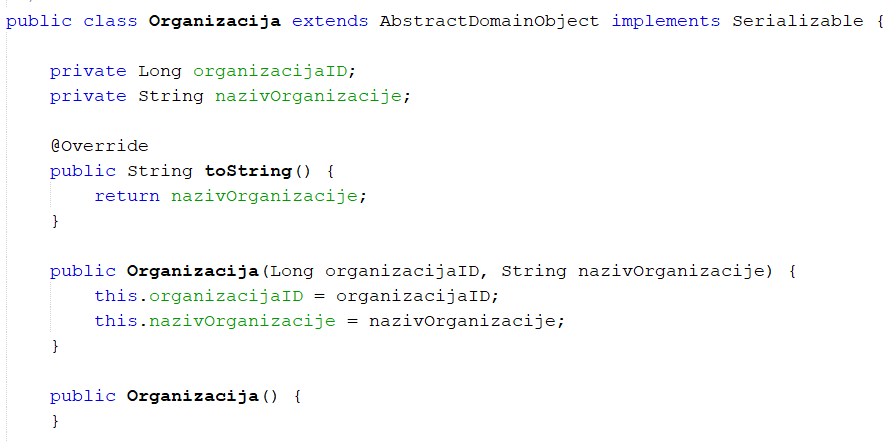 public class Organizacija extends AbstractDomainObject implements Serializable {
private Long organizacijaID;
private String nazivOrganizacije;
@Override
public String toString() {
return nazivOrganizacije;
}
public Organizacija(Long organizacijaID, String nazivOrganizacije) {
this.organizacijaID = organizacijaID;
this.nazivOrganizacije = nazivOrganizacije;
}
public Organizacija() {
}